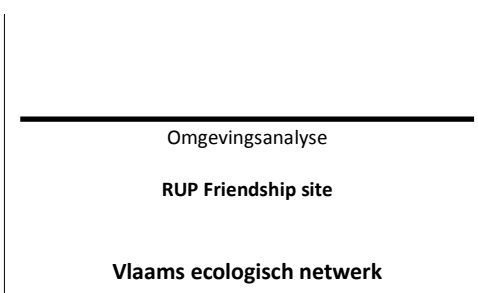 Omgevingsanalyse
RUP Friendship site
Vlaams ecologisch netwerk